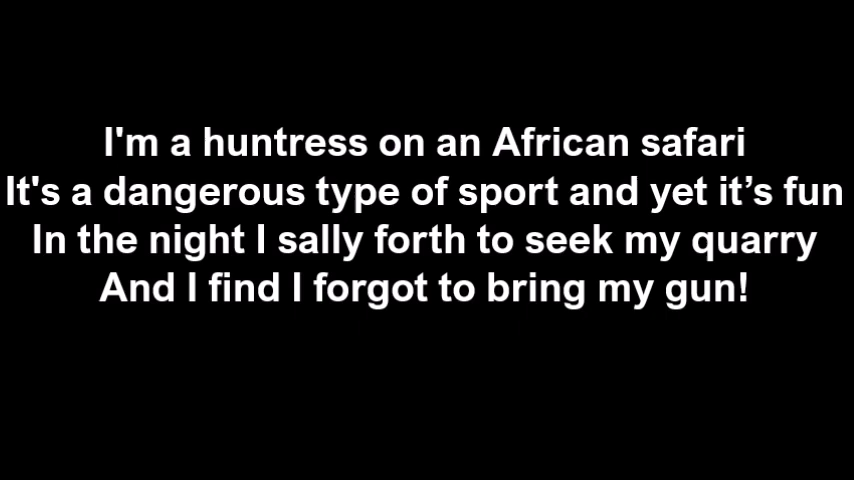 I'm a huntress on an African safari
It's a dangerous type of sport and yet it’s fun
In the night I sally forth to seek my quarry
And I find I forgot to bring my gun!